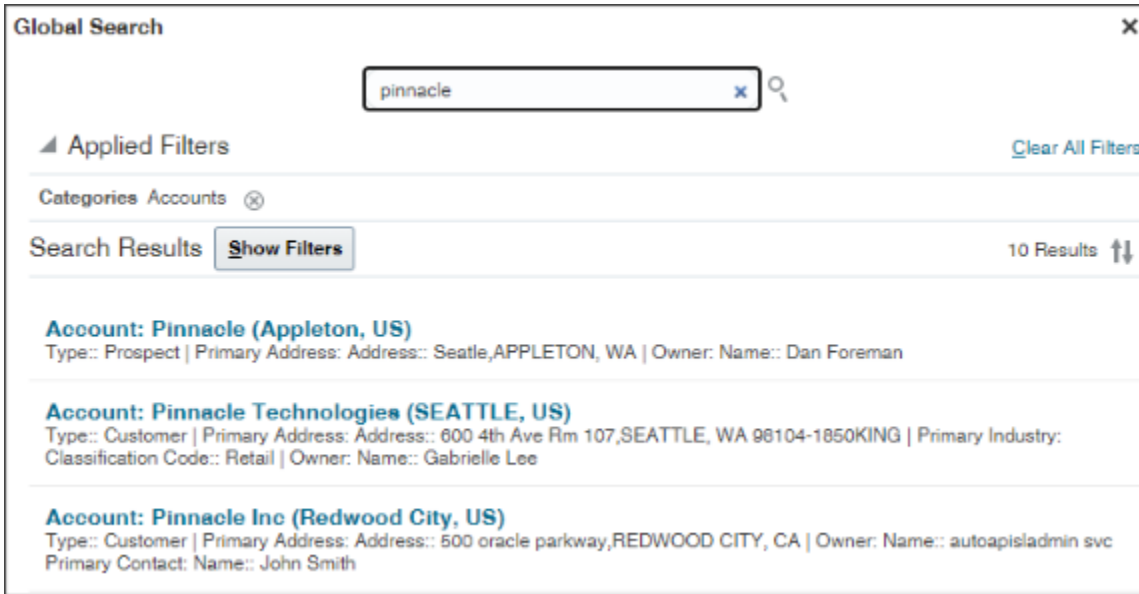 Global Search
pinnacle
Applied Filters
Clear All Filters
Categories Accounts
Search Results Show Filters
10 Results
Account: Pinnacle (Appleton, US)
Type:: Prospect | Primary Address: Address:: Seatle,APPLETON, WA | Owner: Name:: Dan Foreman
Account: Pinnacle Technologies (SEATTLE, US)
Type:: Customer | Primary Address: Address:: 600 4th Ave Rm 107,SEATTLE, WA 98104-1850KING | Primary Industry:
Classification Code:: Retail | Owner: Name:: Gabrielle Lee
Account: Pinnacle Inc (Redwood City, US)
Type:: Customer | Primary Address: Address:: 500 oracle parkway,REDWOOD CITY, CA | Owner: Name:: autoapisladmin svc
Primary Contact: Name:: John Smith